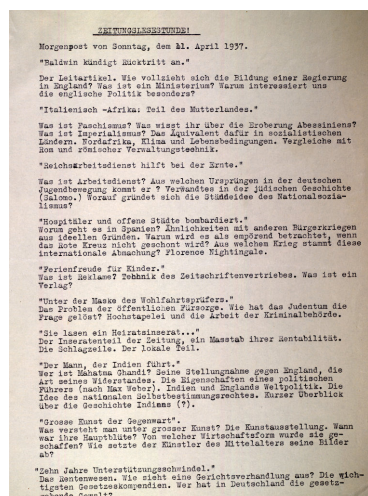 ZEITUNGSLESESTUNDE!
Morgenpost von Sonntag, dem 11. April 1937.
"Baldwin kündigt Rücktritt an."
Der Leitartikel. Wie vollzieht sich die Bildung einer Regierung
in England? Was ist ein Ministerium? Warum interessiert uns
die englische Politik besonders?
"Italienisch -Afrika: Teil des Mutterlandes."
Was ist Faschismus? Was wisst ihr über die Eroberung Abessiniens?
Was ist Imperialismus? Das Äquivalent dafür in sozialistischen
Ländern. Nordafrika, Klima und Lebensbedingungen. Vergleiche mit
Rom und römischer Verwaltungstechnik.
"Reichsarbeitsdienst hilft bei der Ernte."
Was ist Arbeitsdienst? Aus welchen Ursprüngen in der deutschen
Jugendbewegung kommt er ? Verwandtes in der jüdischen Geschichte
(Salomo.) Worauf gründet sich die Städteidee des Nationalsozia-
lismus?
"Hospitäler und offene Städte bombardiert."
Worum geht es in Spanien? Ähnlichkeiten mit anderen Bürgerkriegen
aus ideellen Gründen. Warum wird es als empörend betrachtet, wenn
das Rote Kreuz nicht geschont wird? Aus welchem Krieg stammt diese
internationale Abmachung? Florence Nightingale.
"Ferienfreude für Kinder."
Was ist Reklame? Tehhnik des Zeitschriftenvertriebes. Was ist ein
Verlag?
"Unter der Maske des Wohlfahrtsprüfers."
Das Problem der öffentlichen Fürsorge. Wie hat das Judentum die
Frage gelöst? Hochstapelei und die Arbeit der Kriminalbehörde.
"Sie lasen ein Heiratsinserat..."
Der Inseratenteil der Zeitung, ein Masstab ihrer Rentabilität.
Die Schlagzeile. Der lokale Teil.
"Der Mann, der Indien führt."
Wer ist Mahatma Ghandi? Seine Stellungnahme gegen England, die
Art seines Widerstandes. Die Eigenschaften eines politischen
Führers (nach Max Weber). Indien und Englands Weltpolitik. Die
Idee des nationalen Selbstbestimmungsrechtes. Kurzer Überblick
über die Geschichte Indiens (?).
"Grosse Kunst der Gegenwart".
Was versteht man unter grosser Kunst? Die Kunstausstellung. Wann
war ihre Hauptblüte? Von welcher Wirtschaftsform wurde sie ge-
schaffen? Wie setzte der Künstler des Mittelalters seine Bilder
ab?
"Zehn Jahre Unterstützungsschwindel."
Das Rentenwesen. Wie sieht eine Gerichtsverhandlung aus? Die wich-
tigsten Gesetzeskompendien. Wer hat in Deutschland die gesetz-
gebende Gewalt?